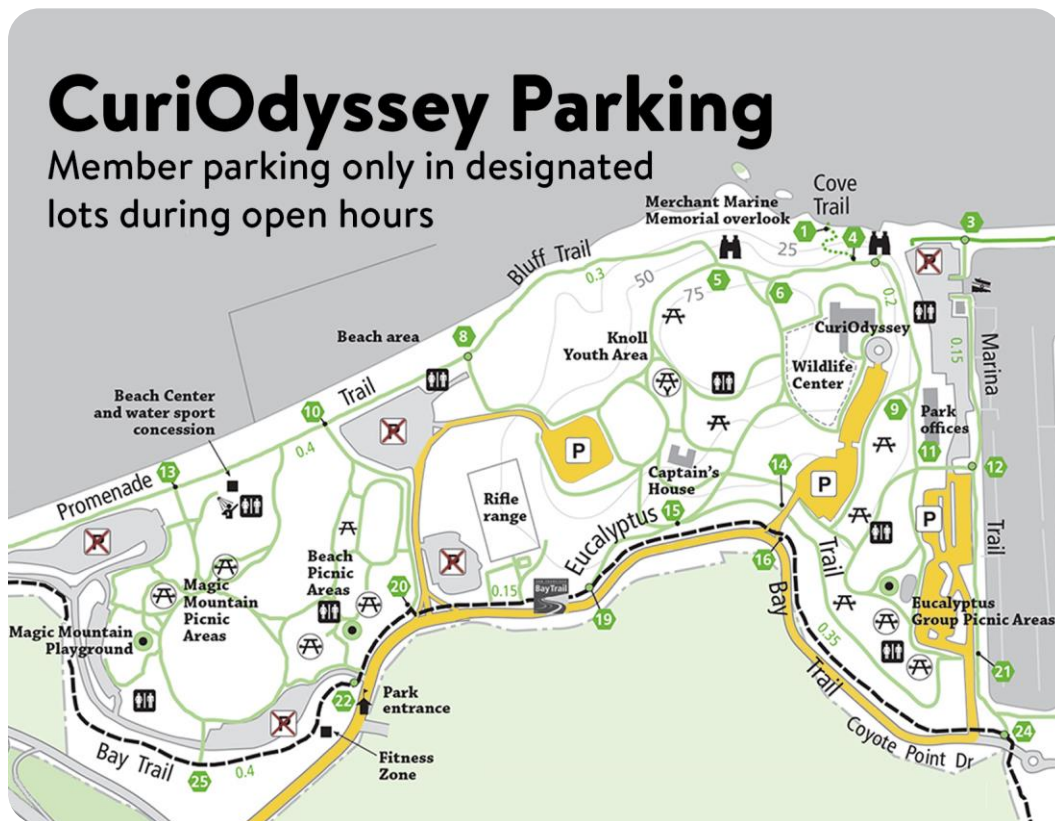 CuriOdyssey Parking
Member parking only in designated
lots during open hours
Cove
Trail
Merchant Marine
Memorial overlook
1
4
3
25
P
Bluff Trail
0.3
50
5
75
6
0.2
Beach area
8
Knoll
Youth Area
CuriOdyssey
0.15
Marina
Wildlife
Center
Beach Center
and water sport
concession
Trail
10
P
Y
9
Park
offices
11
12
0.4
P
Captain's
House
14
P
13
Promenade
Rifle
range
15
P
Trail
P
Eucalyptus
16
Trail
Beach
Picnic
Areas
P
20
0.15
Bay Trail
19
Bay
Magic
Mountain
Picnic
Areas
Eucalyptus
Group Picnic Areas
Magic Mountain
Playground
0.35
Trail
21
22
Park
entrance
P
24
Bay Trail
0.4
Fitness
Zone
Coyote Point Dr
25